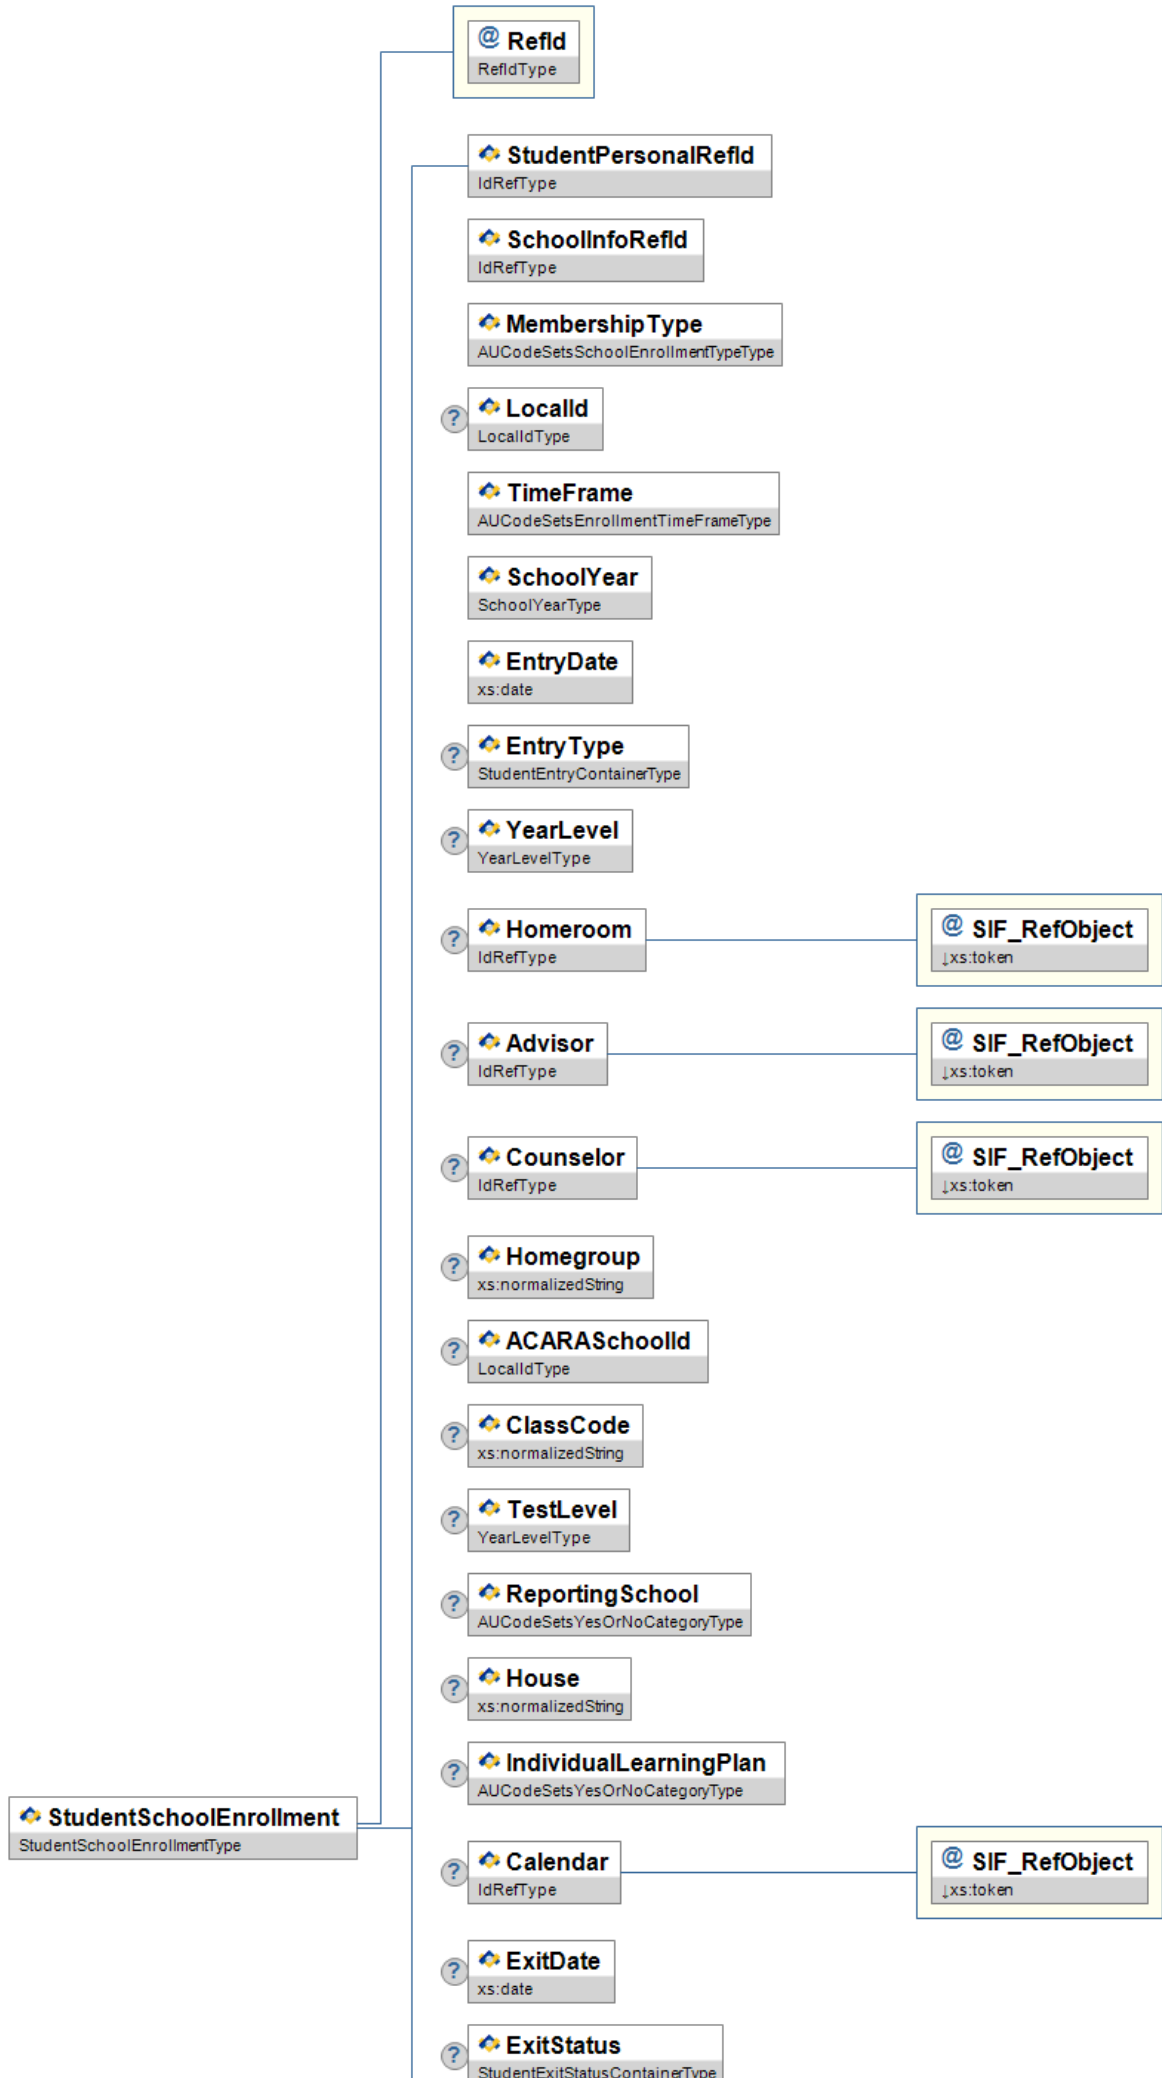 @ RefId
RefIdType
StudentPersonalRefId
IdRefType
SchoolInfoRefId
IdRefType
MembershipType
AUCodeSetsSchoolEnrollmentTypeType
? LocalId
LocalIdType
TimeFrame
AUCodeSetsEnrollmentTimeFrameType
SchoolYear
SchoolYearType
EntryDate
xs:date
? EntryType
StudentEntryContainerType
? YearLevel
YearLevelType
? Homeroom
IdRefType
@ SIF_RefObject
↓xs:token
? Advisor
IdRefType
@ SIF_RefObject
↓xs:token
? Counselor
IdRefType
@ SIF_RefObject
↓xs:token
? Homegroup
xs:normalizedString
? ACARASchoolId
LocalIdType
? ClassCode
xs:normalizedString
? TestLevel
YearLevelType
? ReportingSchool
AUCodeSetsYesOrNoCategoryType
? House
xs:normalizedString
? IndividualLearningPlan
AUCodeSetsYesOrNoCategoryType
StudentSchoolEnrollment
StudentSchoolEnrollmentType
? Calendar
IdRefType
@ SIF_RefObject
↓xs:token
? ExitDate
xs:date
? ExitStatus
StudentExitStatusContainerType